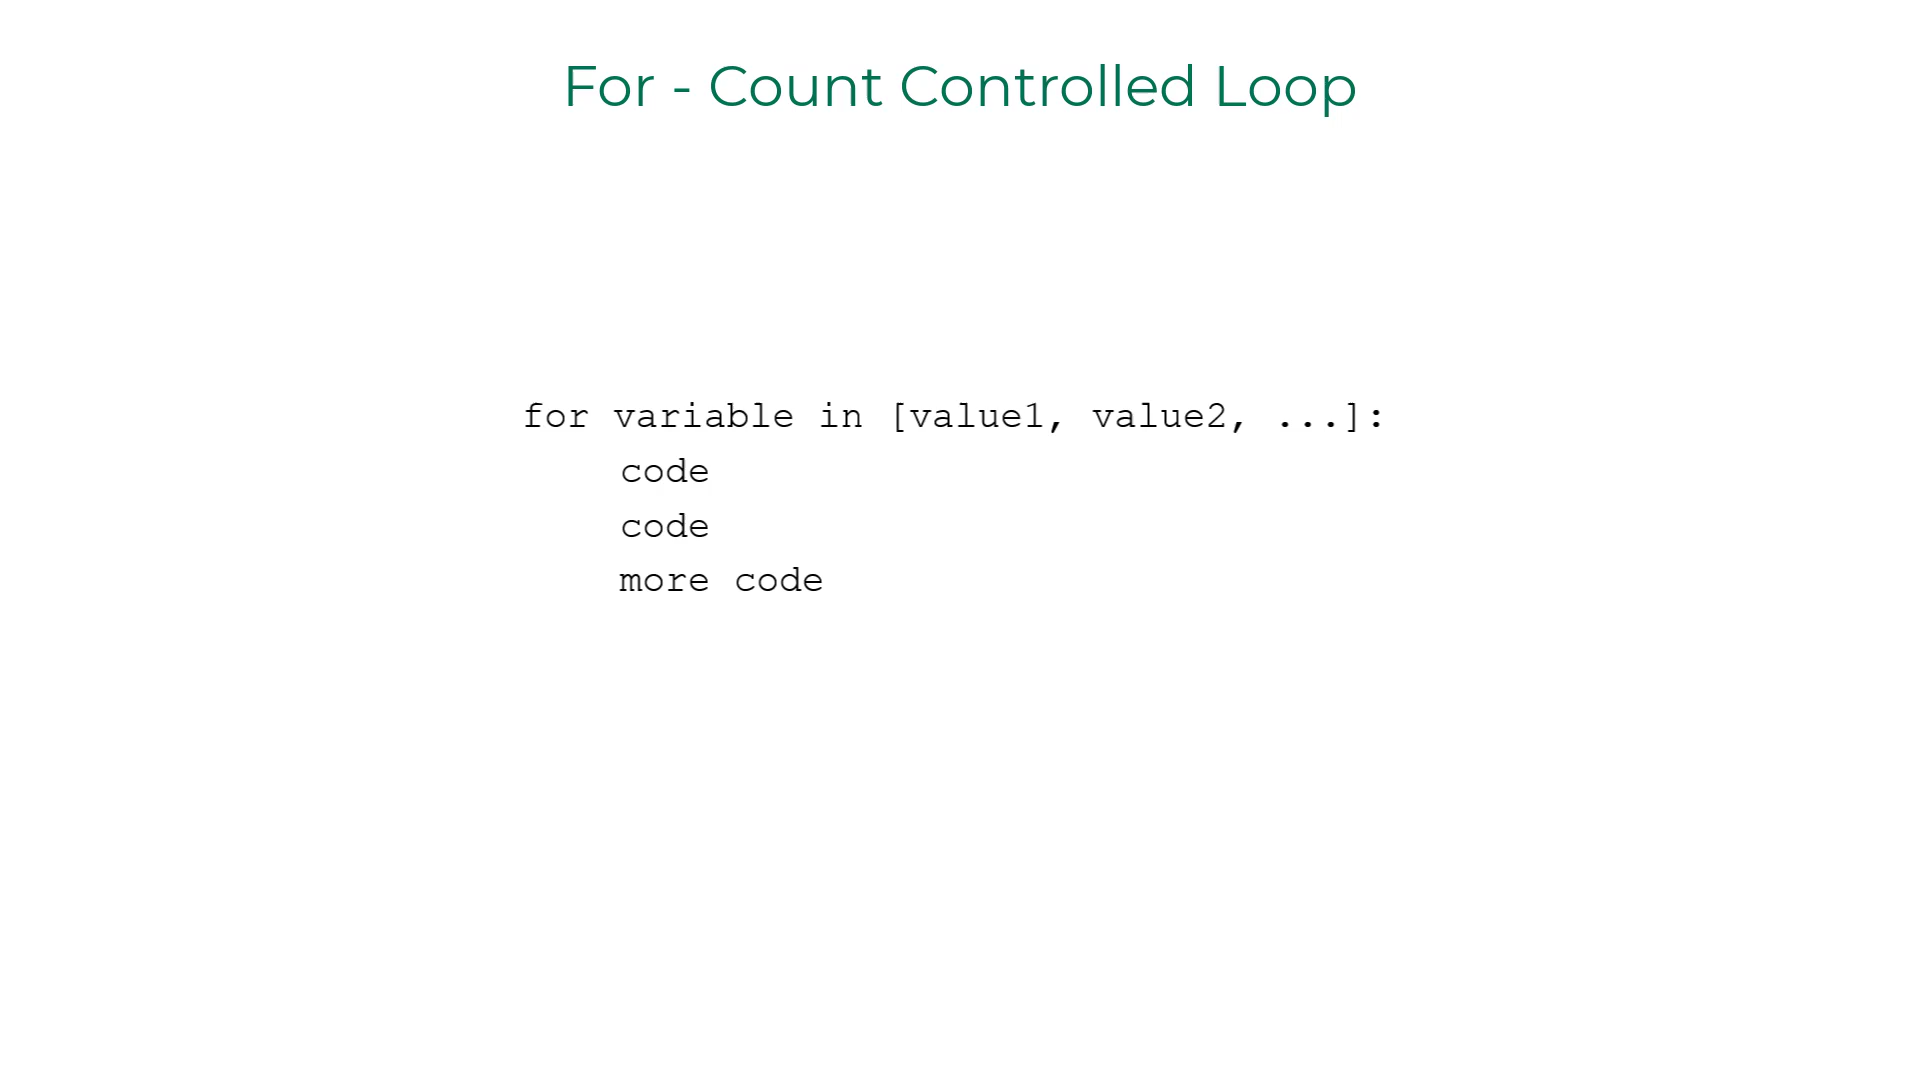 For - Count Controlled Loop
for variable in [value1, value2, ...]:
code
code
more code